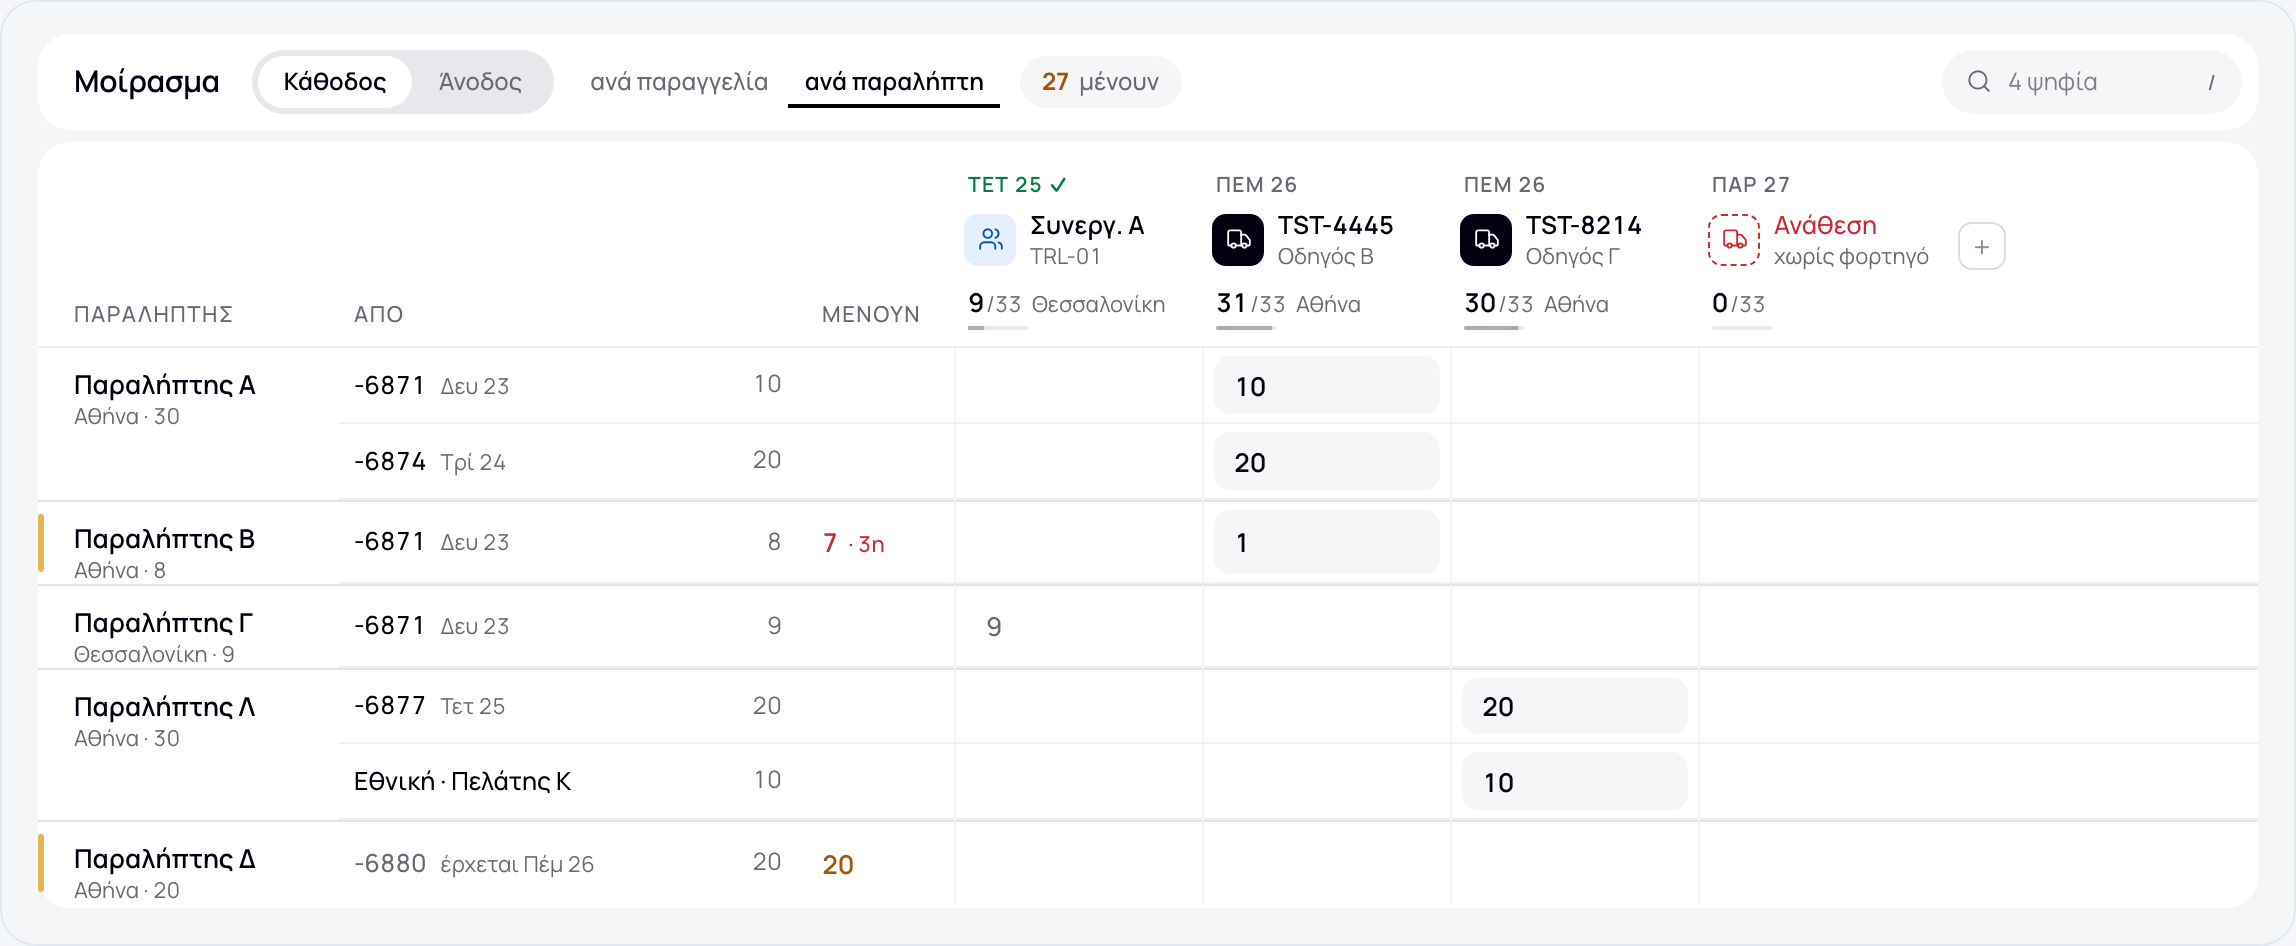 Μοίρασμα Κάθοδος Άνοδος ανά παραγγελία ανά παραλήπτη 27 μένουν 4 ψηφία /
ΤΕΤ 25 ✓ ΠΕΜ 26 ΠΕΜ 26 ΠΑΡ 27
Συνεργ. Α TST-4445 TST-8214 Ανάθεση
TRL-01 Οδηγός Β Οδηγός Γ χωρίς φορτηγό +
ΠΑΡΑΛΗΠΤΗΣ ΑΠΟ ΜΕΝΟΥΝ 9/33 Θεσσαλονίκη 31/33 Αθήνα 30/33 Αθήνα 0/33
Παραλήπτης Α -6871 Δευ 23 10 10
Αθήνα · 30
-6874 Τρί 24 20 20
Παραλήπτης Β -6871 Δευ 23 8 7 · 3η 1
Αθήνα · 8
Παραλήπτης Γ -6871 Δευ 23 9 9
Θεσσαλονίκη · 9
Παραλήπτης Λ -6877 Τετ 25 20 20
Αθήνα · 30
Εθνική · Πελάτης Κ 10 10
Παραλήπτης Δ -6880 έρχεται Πέμ 26 20 20
Αθήνα · 20